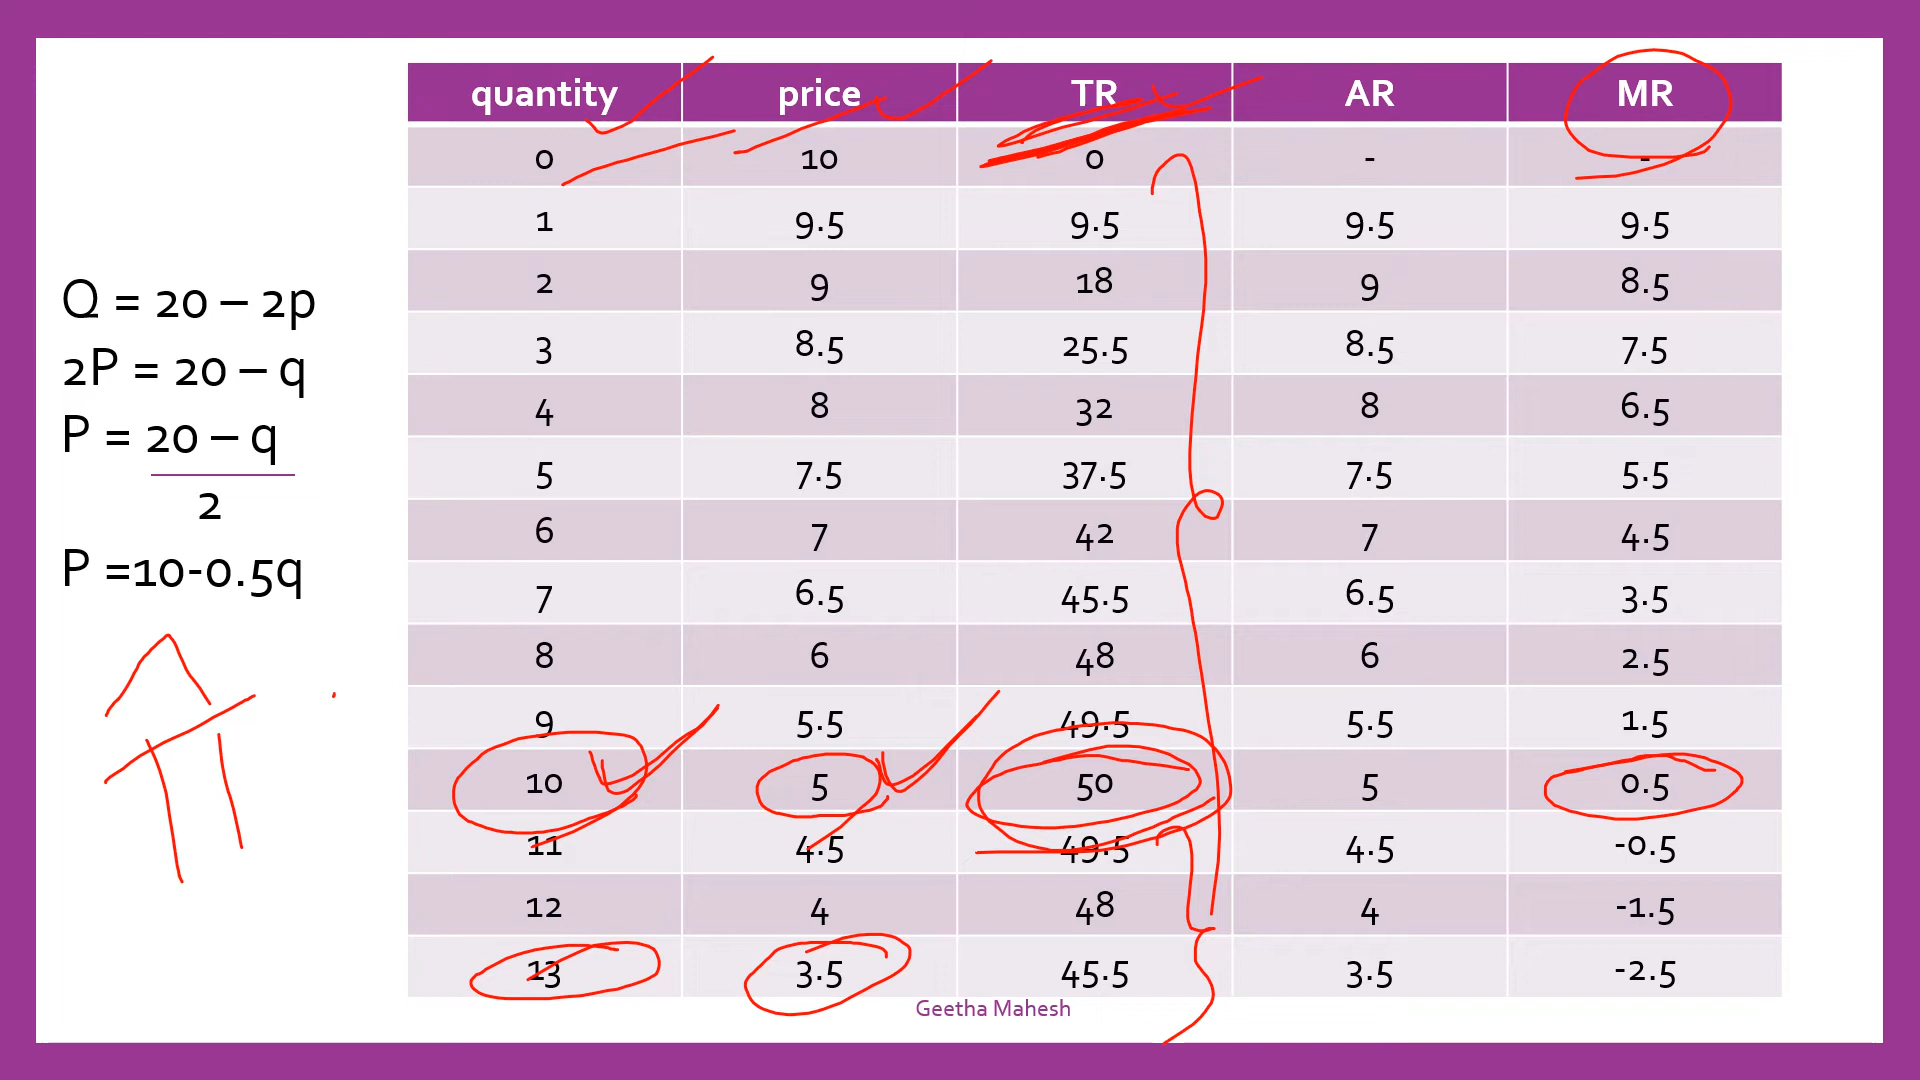 Q = 20 – 2p
2P = 20 – q
P = 20 – q
2
P =10-0.5q
quantity price TR AR MR
0 10 0 - -
1 9.5 9.5 9.5 9.5
2 9 18 9 8.5
3 8.5 25.5 8.5 7.5
4 8 32 8 6.5
5 7.5 37.5 7.5 5.5
6 7 42 7 4.5
7 6.5 45.5 6.5 3.5
8 6 48 6 2.5
9 5.5 49.5 5.5 1.5
10 5 50 5 0.5
11 4.5 49.5 4.5 -0.5
12 4 48 4 -1.5
13 3.5 45.5 3.5 -2.5
Geetha Mahesh